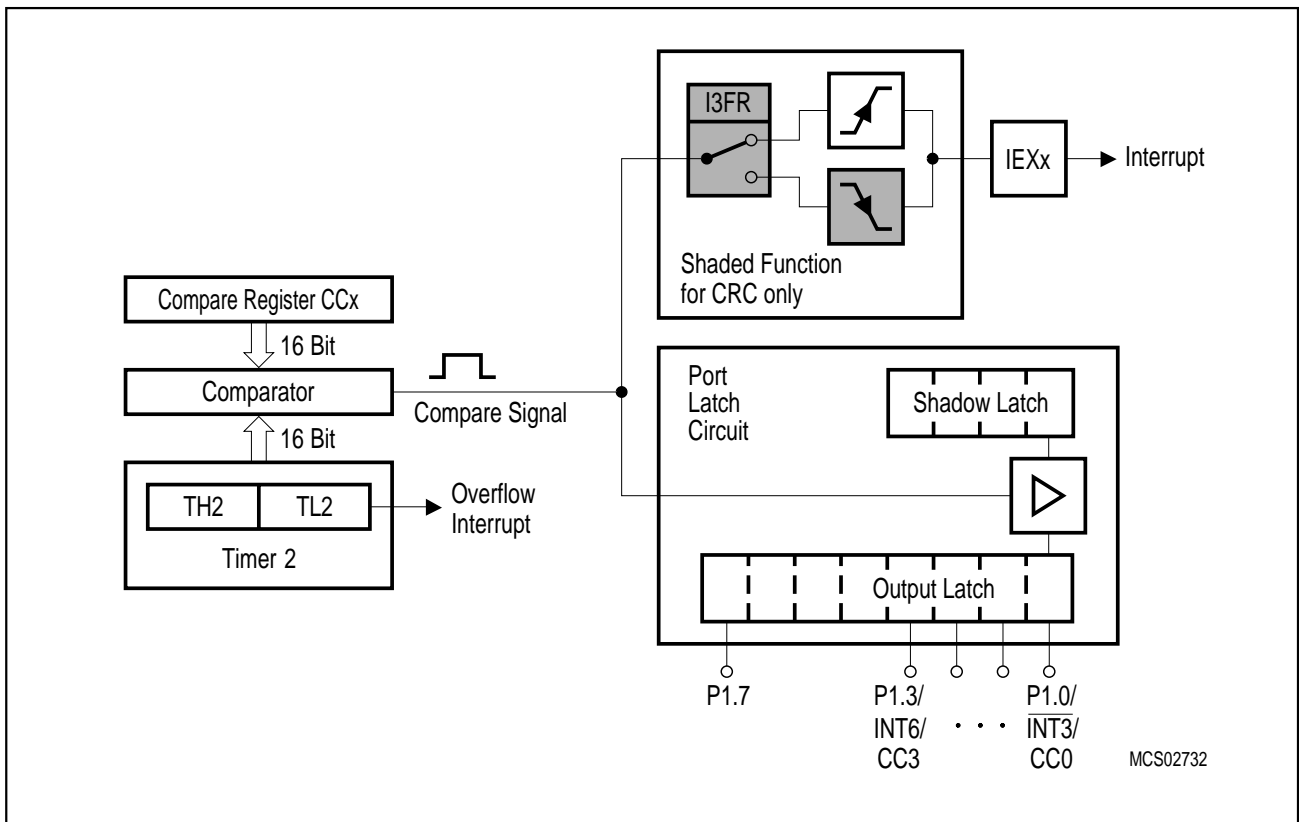 I3FR
IEXx
Interrupt
Shaded Function
for CRC only
Compare Register CCx
16 Bit
Comparator
Compare Signal
16 Bit
TH2
TL2
Timer 2
Overflow
Interrupt
Port
Latch
Circuit
Shadow Latch
Output Latch
P1.7
P1.3/
INT6/
CC3
. . .
P1.0/
INT3/
CC0
MCS02732